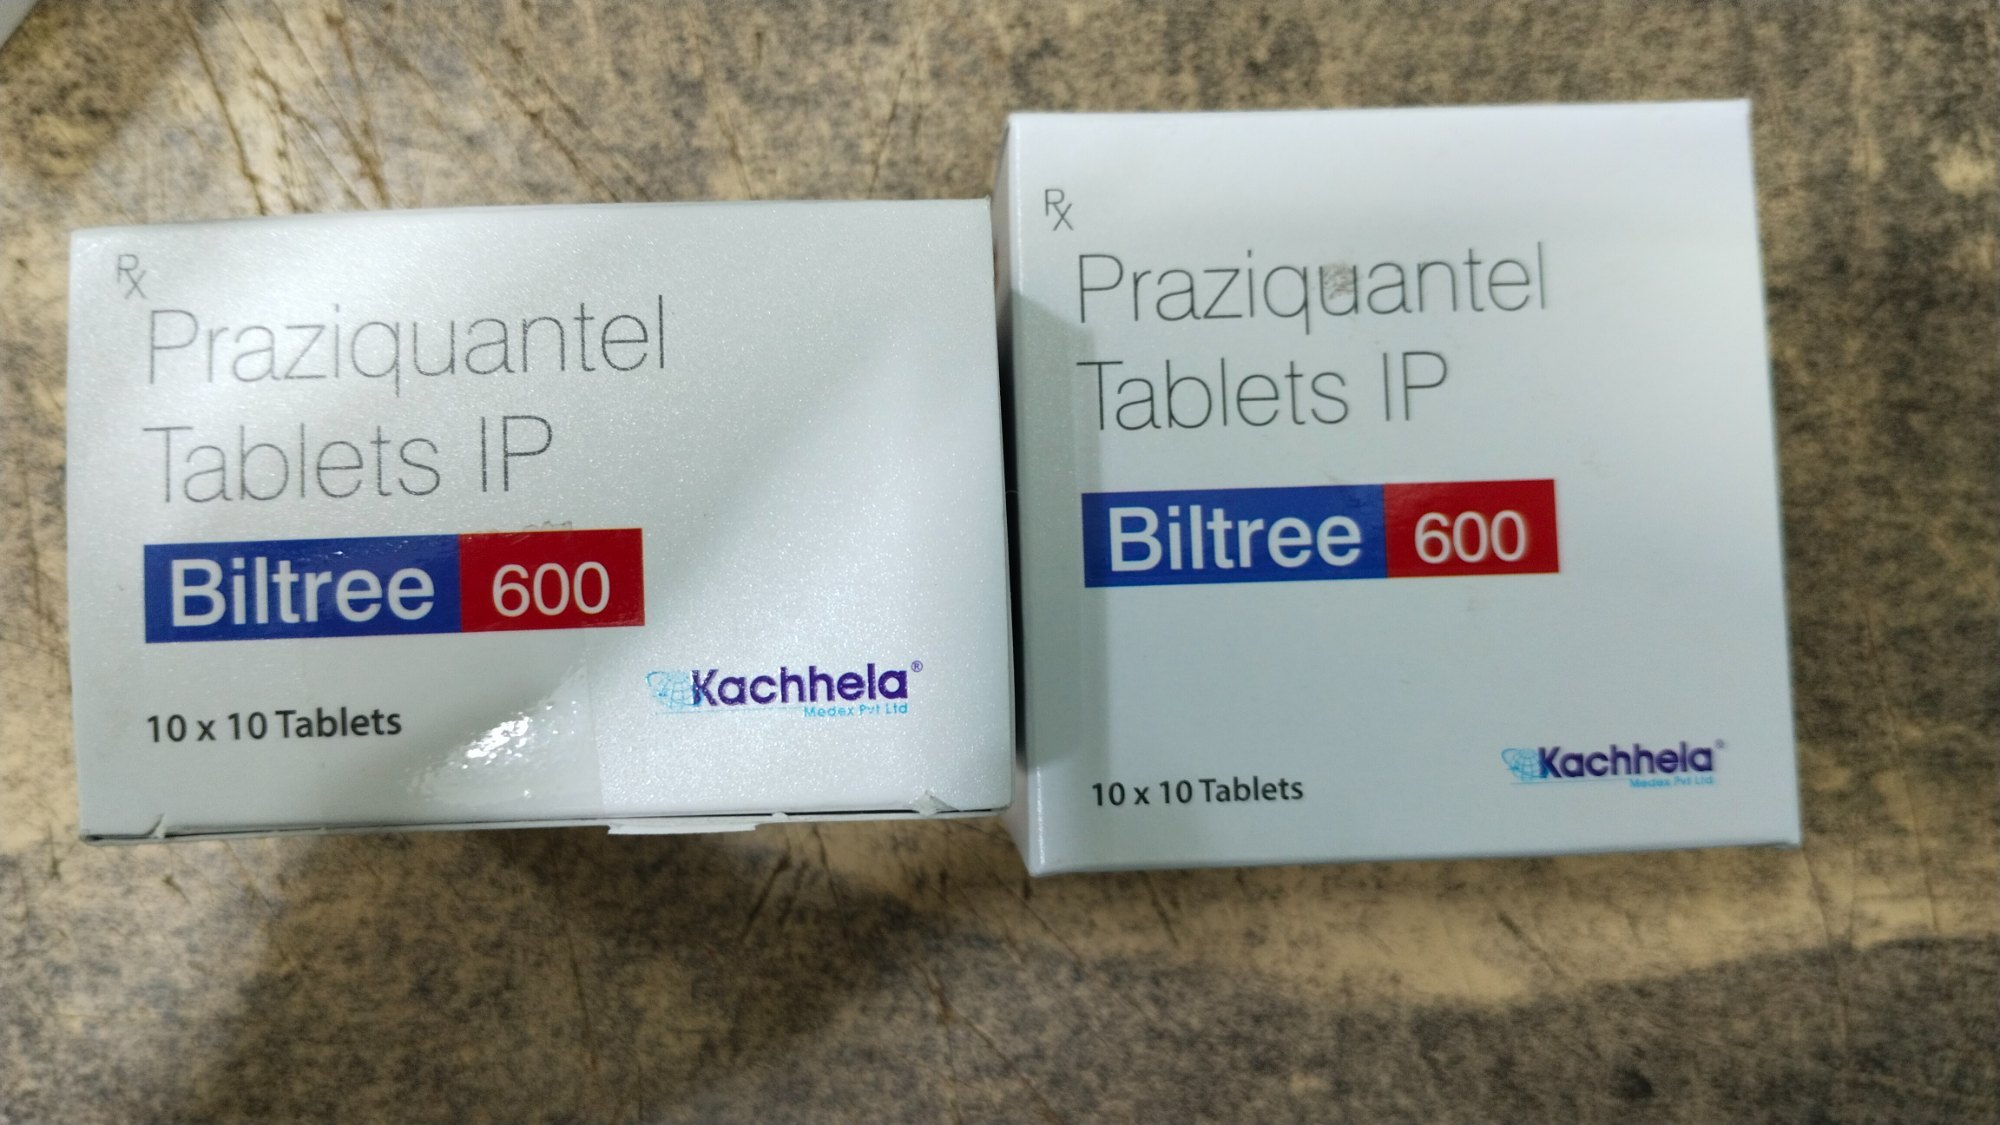 Rx
Praziquantel
Tablets IP
Biltree 600
10 x 10 Tablets
Kachhela®
Medex Pvt Ltd
Rx
Praziquantel
Tablets IP
Biltree 600
10 x 10 Tablets
Kachhela®
Medex Pvt Ltd